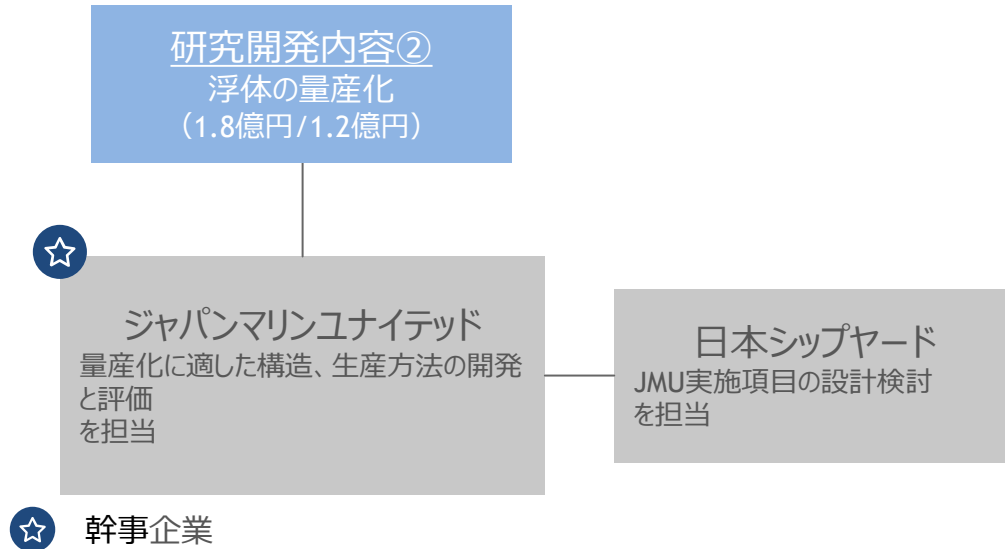 研究開発内容②
浮体の量産化
（1.8億円/1.2億円）
ジャパンマリンユナイテッド
量産化に適した構造、生産方法の開発
と評価
を担当
日本シップヤード
JMU実施項目の設計検討
を担当
幹事企業